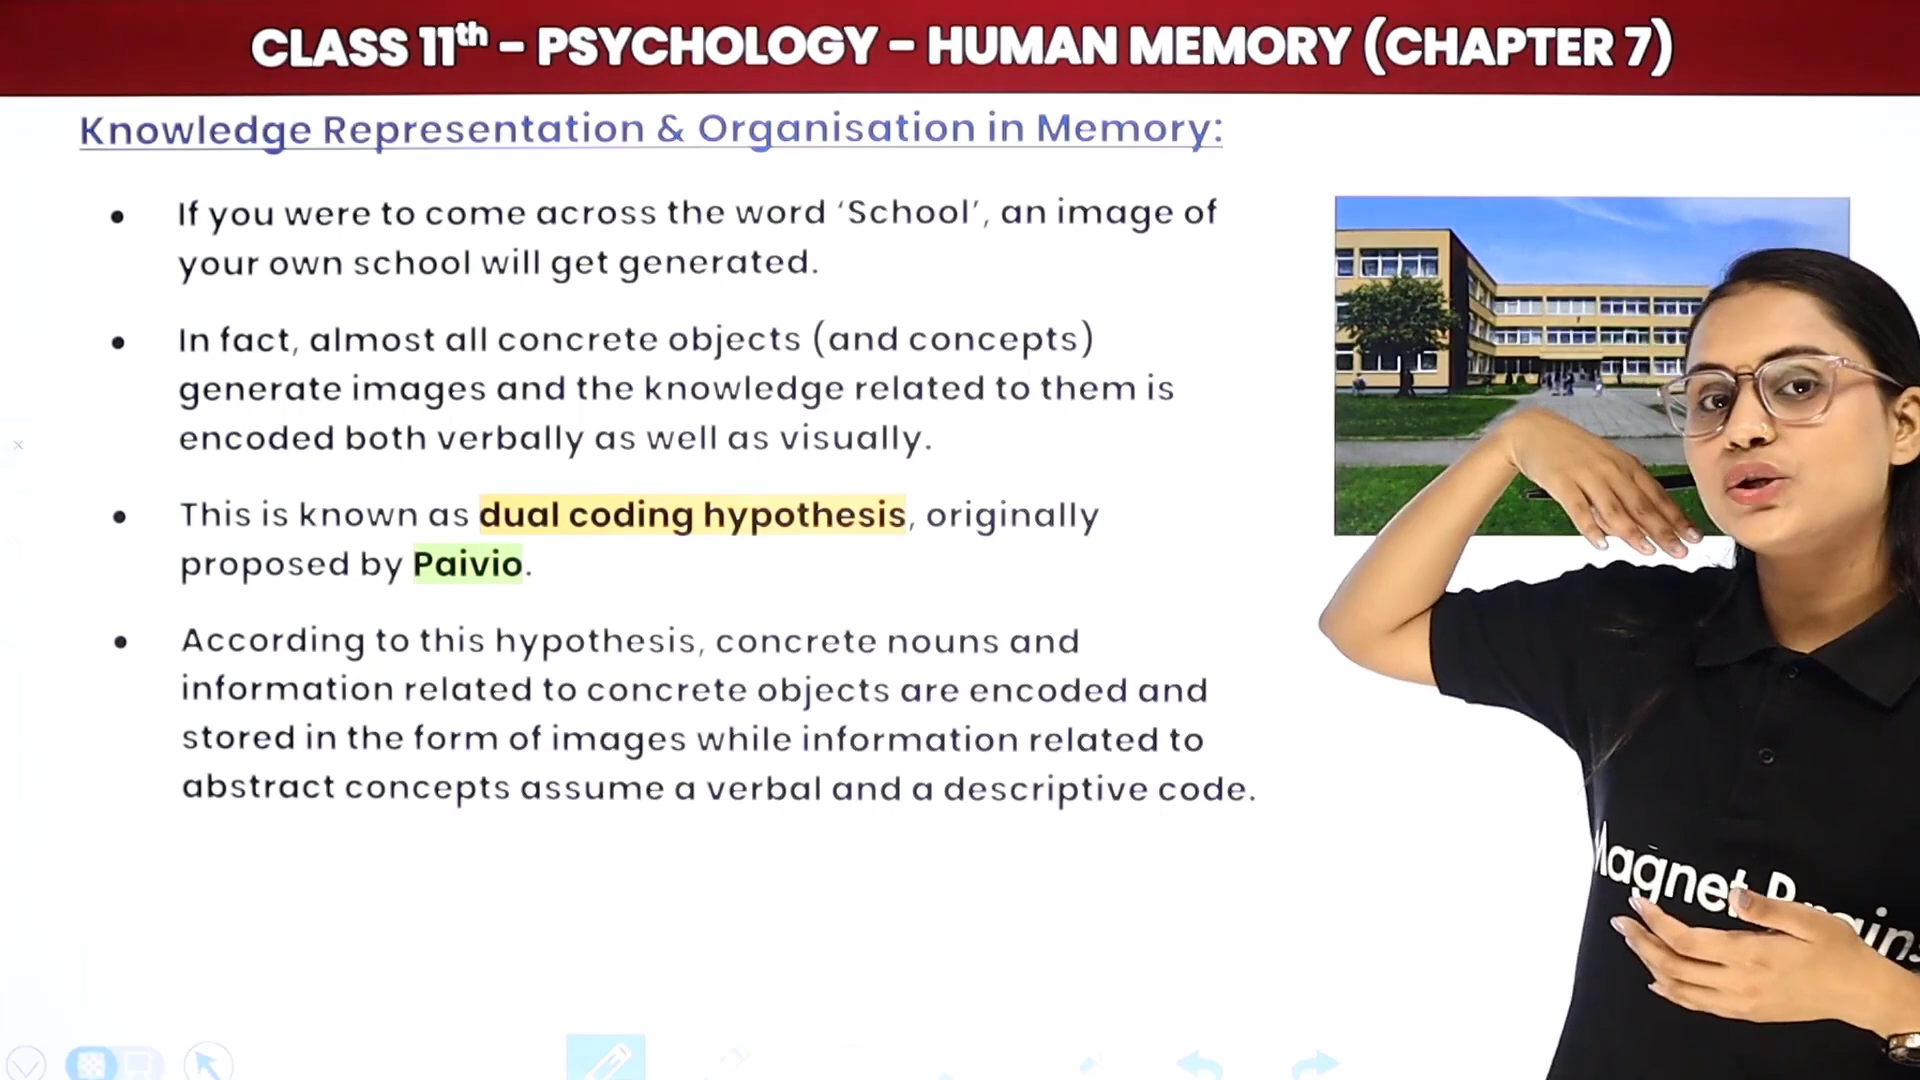 CLASS 11th – PSYCHOLOGY – HUMAN MEMORY (CHAPTER 7)
Knowledge Representation & Organisation in Memory:
• If you were to come across the word ‘School’, an image of
your own school will get generated.
• In fact, almost all concrete objects (and concepts)
generate images and the knowledge related to them is
encoded both verbally as well as visually.
• This is known as dual coding hypothesis, originally
proposed by Paivio.
• According to this hypothesis, concrete nouns and
information related to concrete objects are encoded and
stored in the form of images while information related to
abstract concepts assume a verbal and a descriptive code.
Magnet Brains